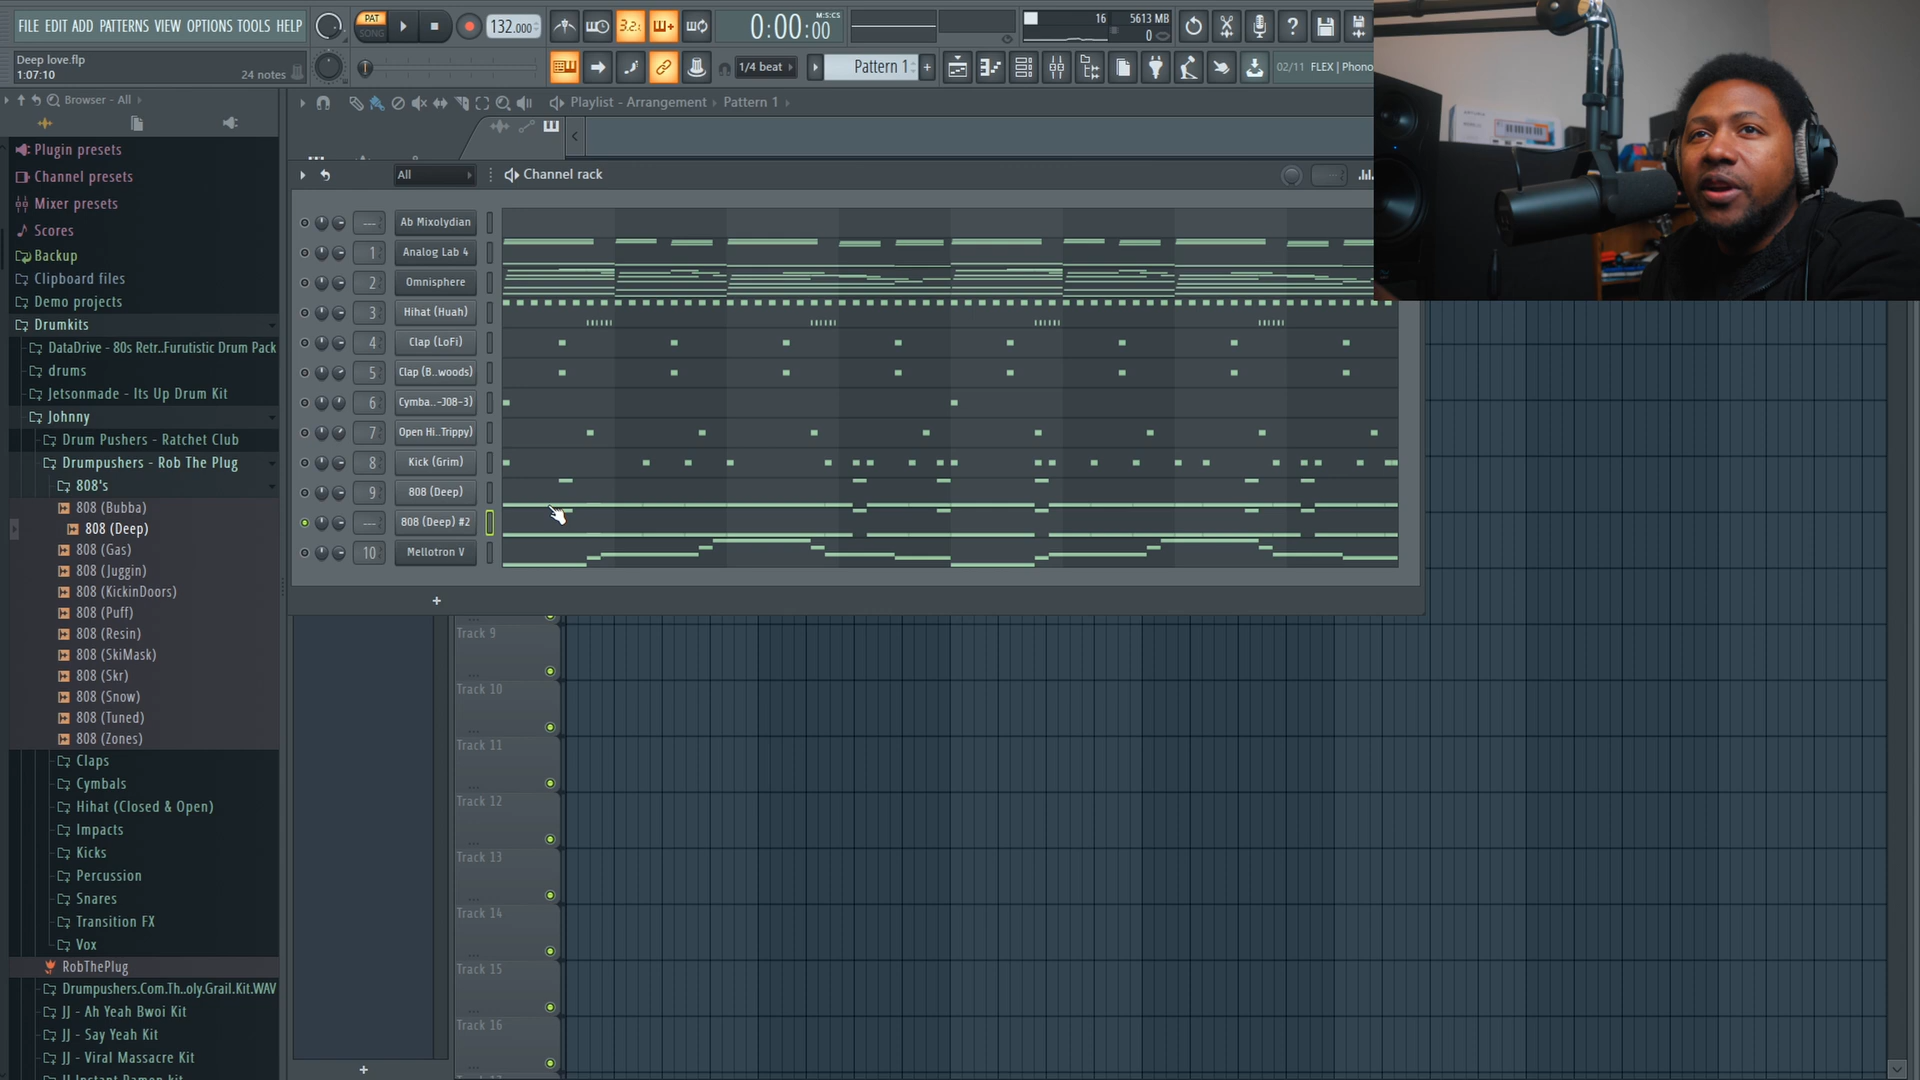 FILE EDIT ADD PATTERNS VIEW OPTIONS TOOLS HELP
PAT
SONG
132.000
3.2.
0:00:00
M:S:CS
16
5613 MB
0
Deep love.flp
1:07:10
24 notes
1/4 beat
Pattern 1
02/11 FLEX | Phono
Browser - All
Playlist - Arrangement
Pattern 1
Plugin presets
Channel presets
Mixer presets
Scores
Backup
Clipboard files
Demo projects
Drumkits
DataDrive - 80s Retr..Furutistic Drum Pack
drums
Jetsonmade - Its Up Drum Kit
Johnny
Drum Pushers - Ratchet Club
Drumpushers - Rob The Plug
808's
808 (Bubba)
808 (Deep)
808 (Gas)
808 (Juggin)
808 (KickinDoors)
808 (Puff)
808 (Resin)
808 (SkiMask)
808 (Skr)
808 (Snow)
808 (Tuned)
808 (Zones)
Claps
Cymbals
Hihat (Closed & Open)
Impacts
Kicks
Percussion
Snares
Transition FX
Vox
RobThePlug
Drumpushers.Com.Th..oly.Grail.Kit.WAV
JJ - Ah Yeah Bwoi Kit
JJ - Say Yeah Kit
JJ - Viral Massacre Kit
All
Channel rack
--- Ab Mixolydian
1 Analog Lab 4
2 Omnisphere
3 Hihat (Huah)
4 Clap (LoFi)
5 Clap (B..woods)
6 Cymba..-J08-3)
7 Open Hi..Trippy)
8 Kick (Grim)
9 808 (Deep)
--- 808 (Deep) #2
10 Mellotron V
+
Track 9
Track 10
Track 11
Track 12
Track 13
Track 14
Track 15
Track 16
+